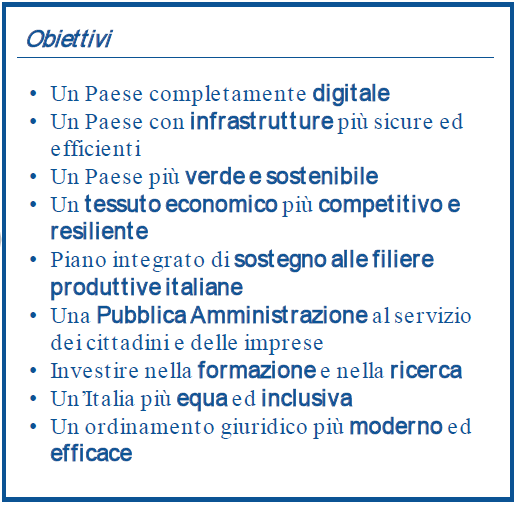 Obiettivi
• Un Paese completamente digitale
• Un Paese con infrastrutture più sicure ed
efficienti
• Un Paese più verde e sostenibile
• Un tessuto economico più competitivo e
resiliente
• Piano integrato di sostegno alle filiere
produttive italiane
• Una Pubblica Amministrazione al servizio
dei cittadini e delle imprese
• Investire nella formazione e nella ricerca
• Un'Italia più equa ed inclusiva
• Un ordinamento giuridico più moderno ed
efficace